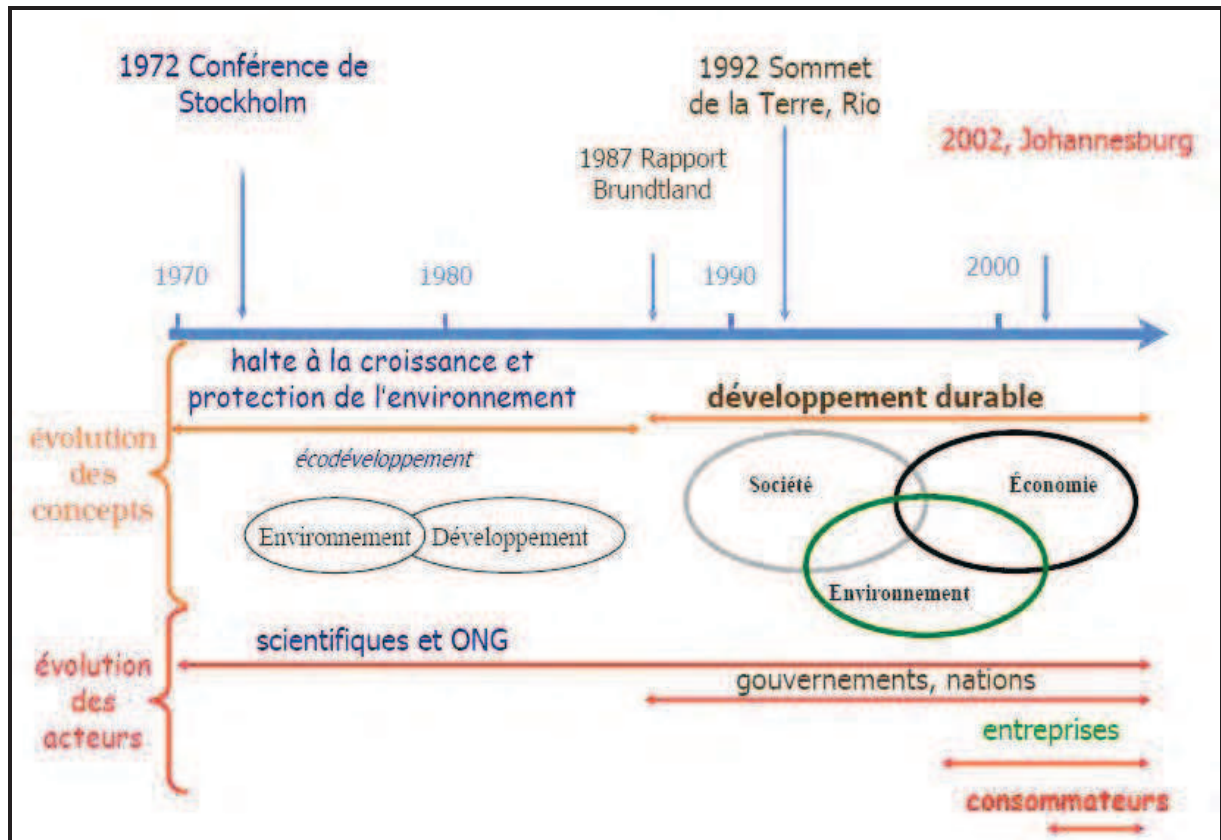 1972 Conférence de
Stockholm
1992 Sommet
de la Terre, Rio
2002, Johannesburg
1987 Rapport
Brundtland
1970
1980
1990
2000
halte à la croissance et
protection de l'environnement
développement durable
évolution
des
concepts
écodéveloppement
Environnement
Développement
Société
Économie
Environnement
évolution
des
acteurs
scientifiques et ONG
gouvernements, nations
entreprises
consommateurs